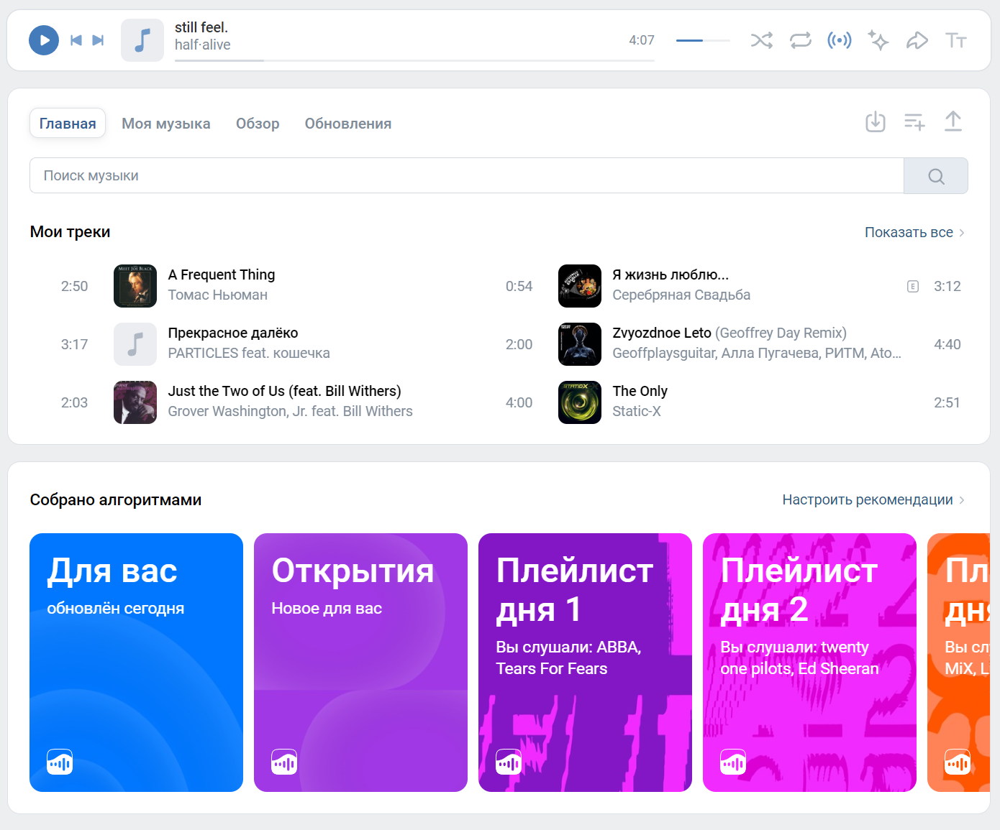 still feel.
half·alive
4:07
Главная
Моя музыка
Обзор
Обновления
Поиск музыки
Мои треки
Показать все
2:50
MEET JOE BLACK
A Frequent Thing
Томас Ньюман
0:54
Я жизнь люблю...
Серебряная Свадьба
E
3:12
3:17
Прекрасное далёко
PARTICLES feat. кошечка
2:00
Zvyozdnoe Leto (Geoffrey Day Remix)
Geoffplaysguitar, Алла Пугачева, РИТМ, Ato...
4:40
2:03
Just the Two of Us (feat. Bill Withers)
Grover Washington, Jr. feat. Bill Withers
4:00
STATIC-X
The Only
Static-X
2:51
Собрано алгоритмами
Настроить рекомендации
Для вас
обновлён сегодня
Открытия
Новое для вас
Плейлист
дня 1
Вы слушали: ABBA,
Tears For Fears
Плейлист
дня 2
Вы слушали: twenty
one pilots, Ed Sheeran
Пл
дн
Вы сл
MiX, L